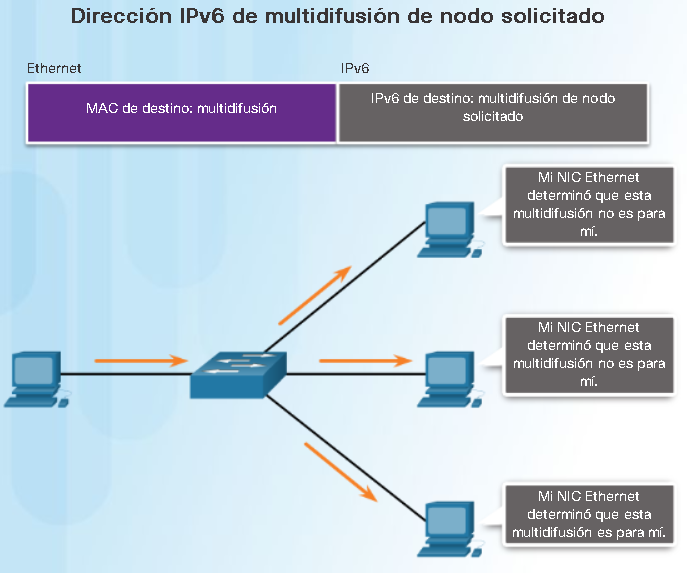 Dirección IPv6 de multidifusión de nodo solicitado
Ethernet
IPv6
MAC de destino: multidifusión
IPv6 de destino: multidifusión de nodo
solicitado
Mi NIC Ethernet
determinó que esta
multidifusión no es para
mí.
Mi NIC Ethernet
determinó que esta
multidifusión no es para
mí.
Mi NIC Ethernet
determinó que esta
multidifusión es para mí.